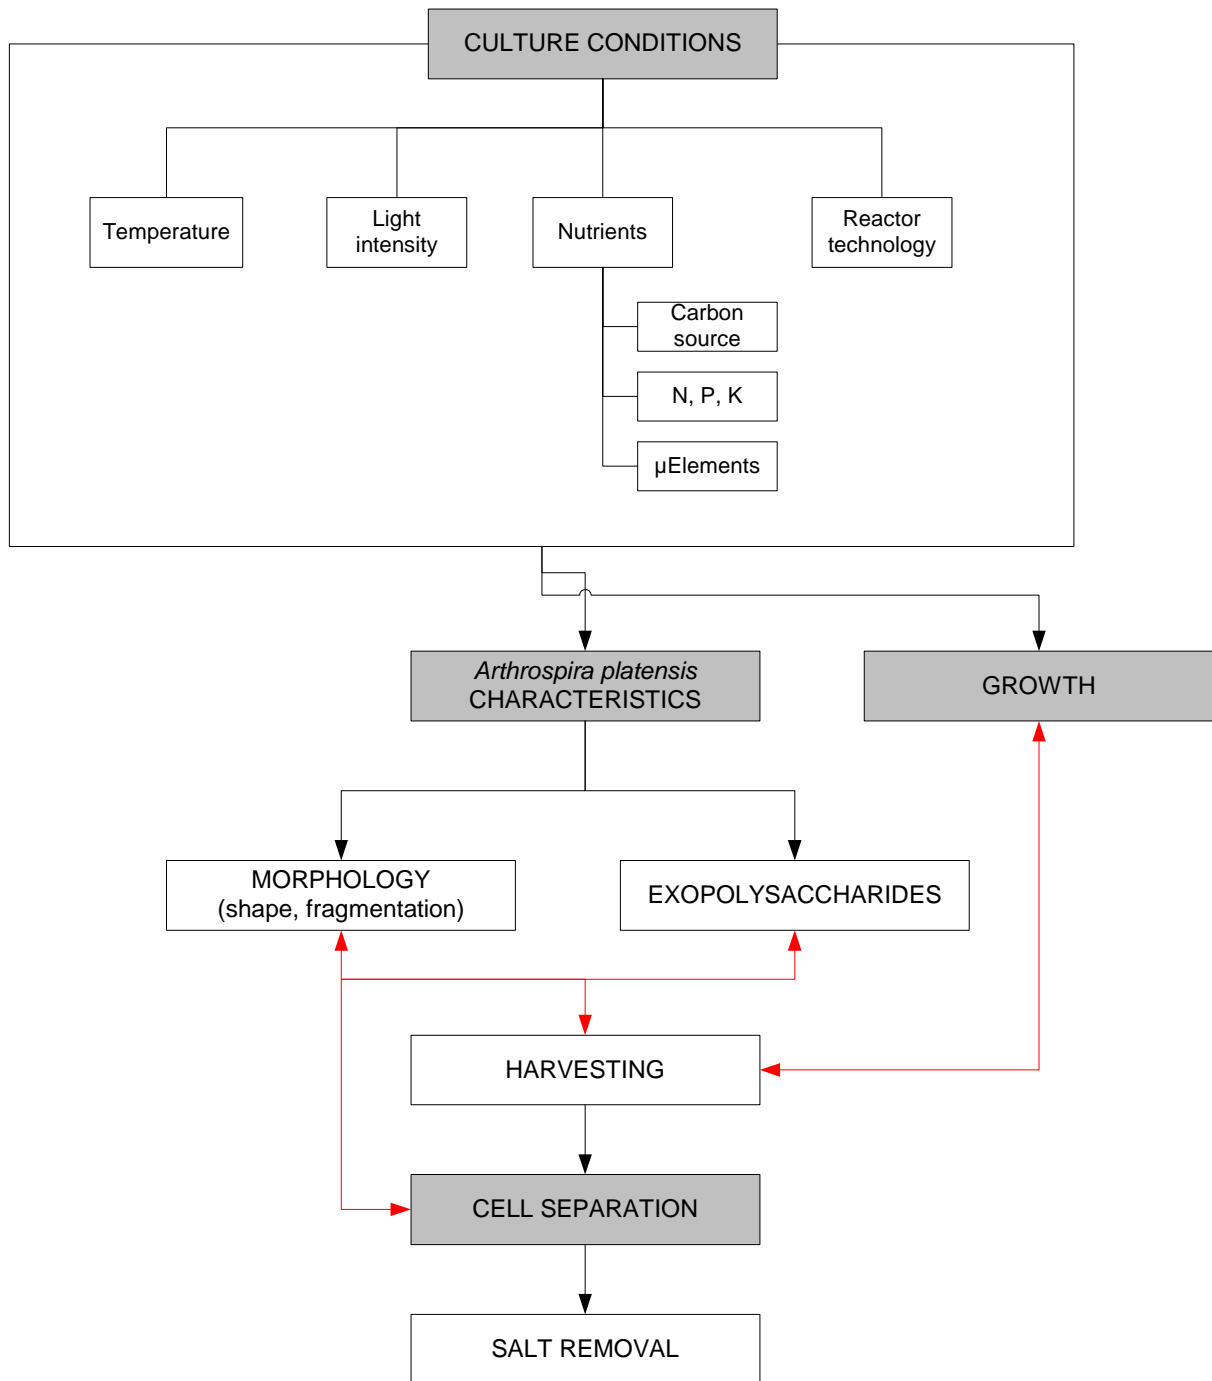 CULTURE CONDITIONS
Temperature
Light
intensity
Nutrients
Reactor
technology
Carbon
source
N, P, K
µElements
Arthrospira platensis
CHARACTERISTICS
GROWTH
MORPHOLOGY
(shape, fragmentation)
EXOPOLYSACCHARIDES
HARVESTING
CELL SEPARATION
SALT REMOVAL